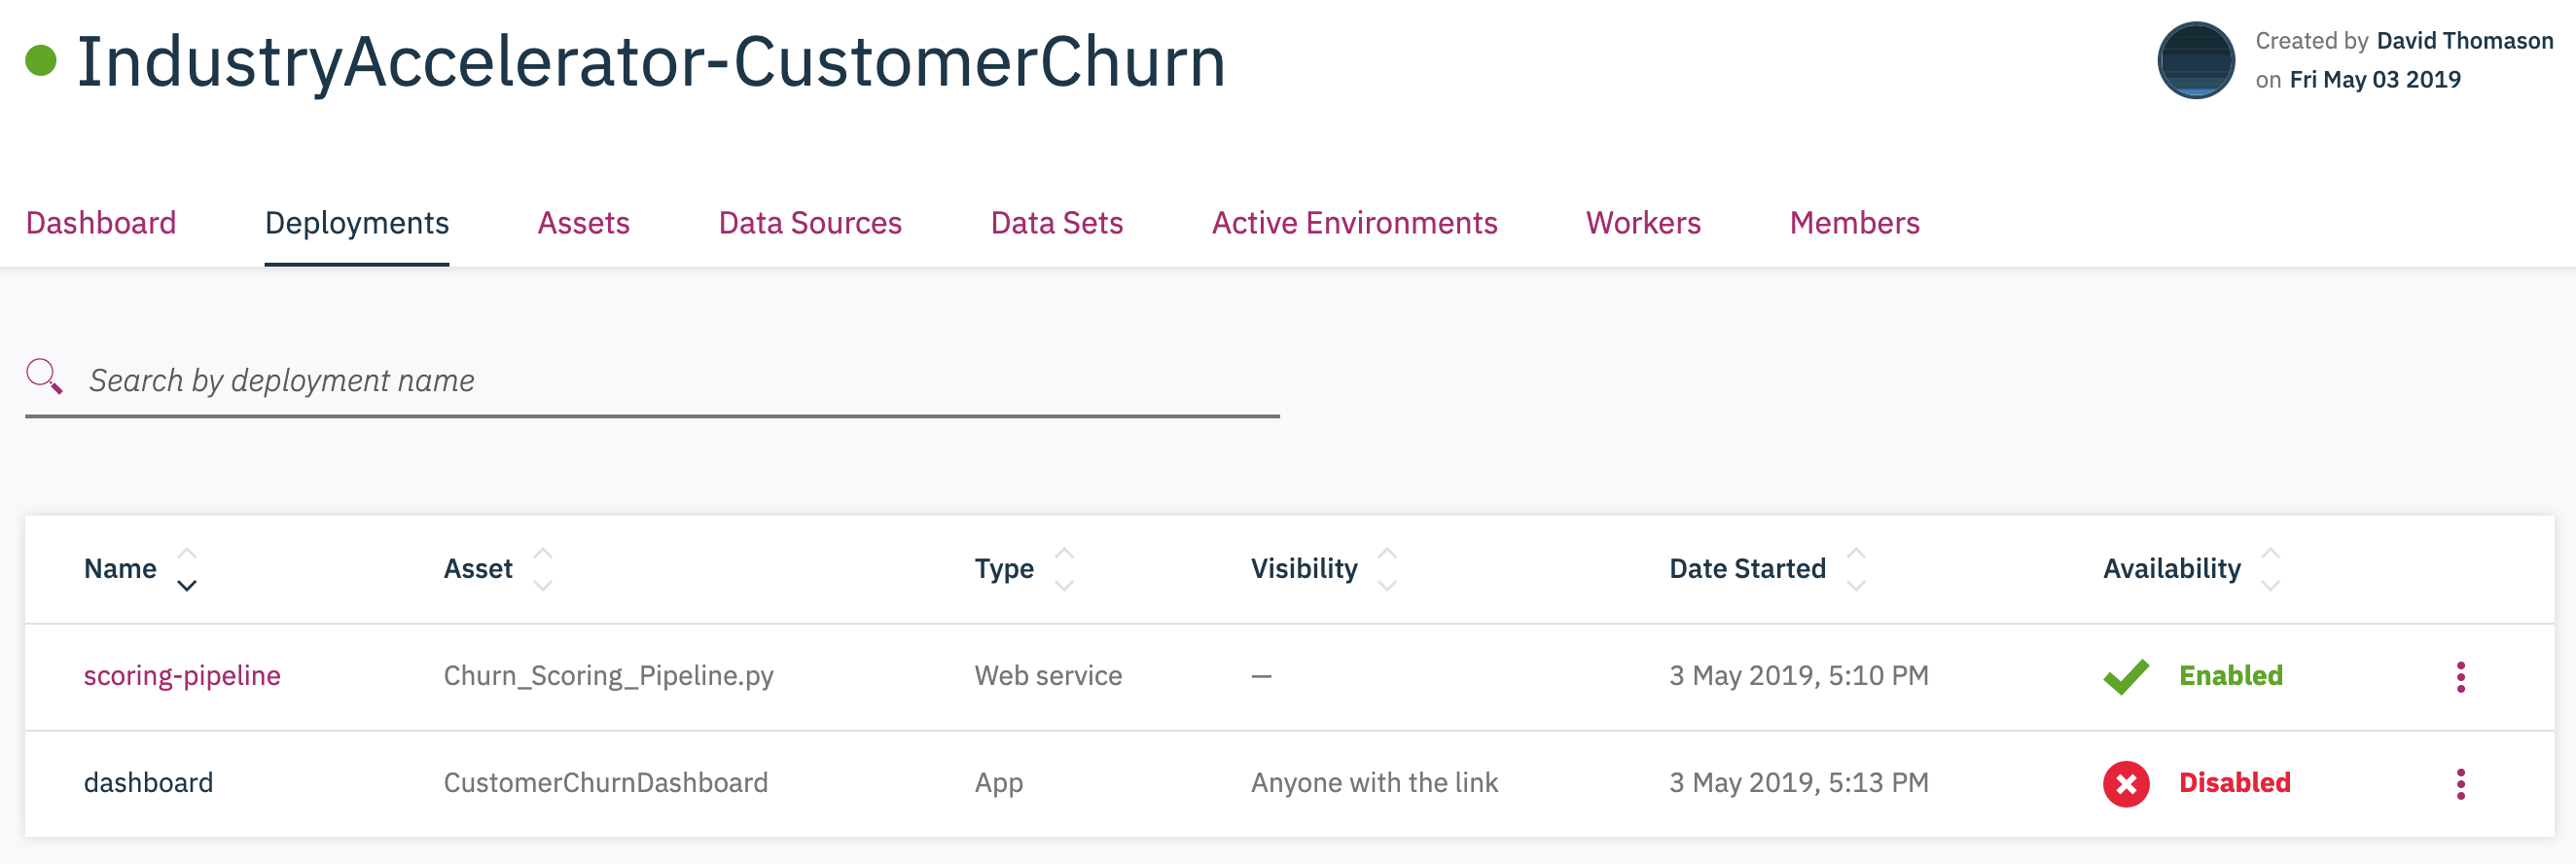 IndustryAccelerator-CustomerChurn
Created by David Thomason
on Fri May 03 2019
Dashboard Deployments Assets Data Sources Data Sets Active Environments Workers Members
Search by deployment name
Name Asset Type Visibility Date Started Availability
scoring-pipeline Churn_Scoring_Pipeline.py Web service — 3 May 2019, 5:10 PM Enabled
dashboard CustomerChurnDashboard App Anyone with the link 3 May 2019, 5:13 PM Disabled